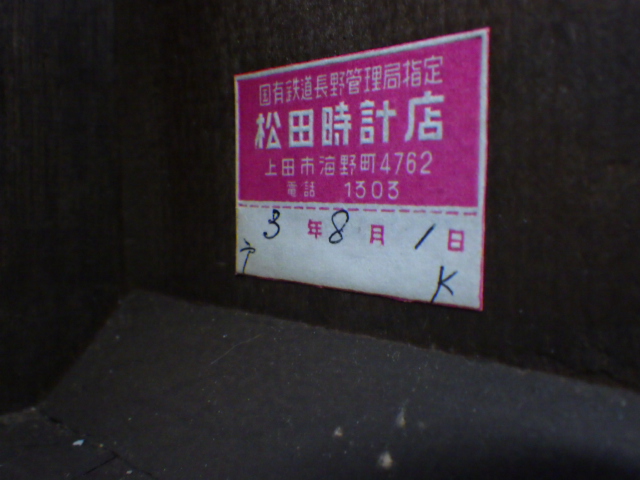 国有鉄道長野管理局指定
松田時計店
上田市海野町4762
電話 1303
3年8月1日
K